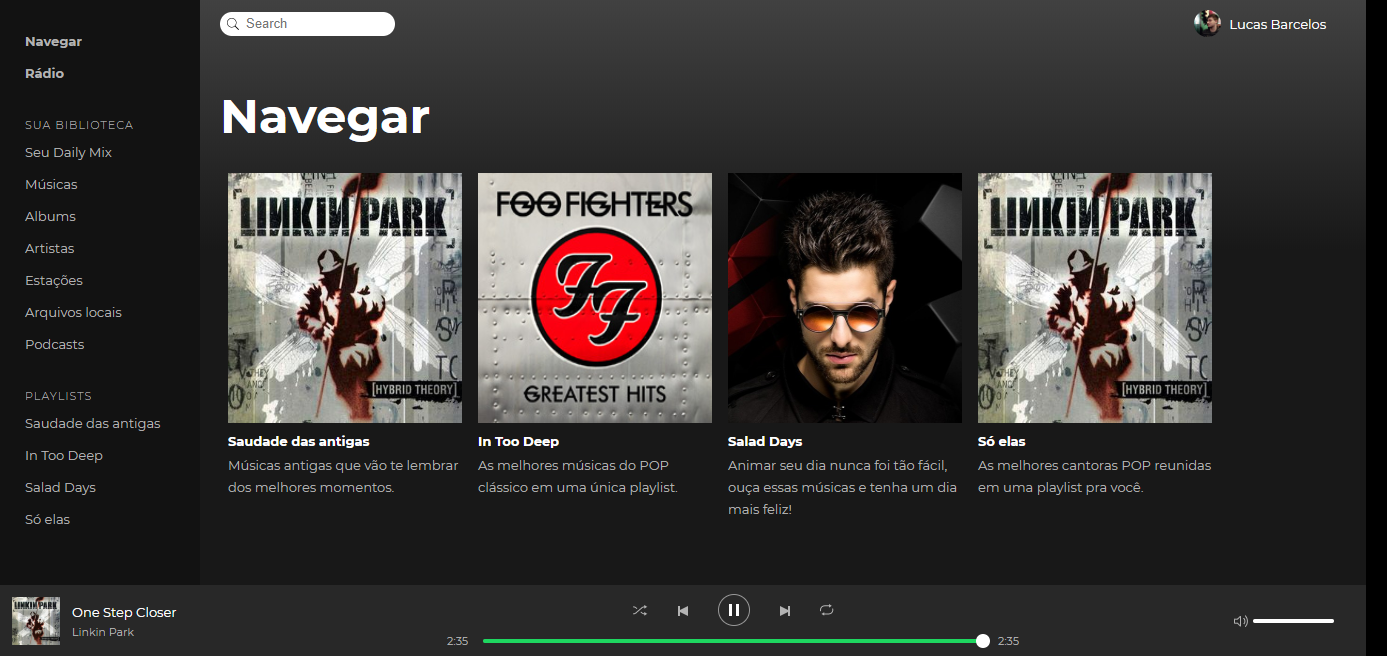 Navegar
Rádio
SUA BIBLIOTECA
Seu Daily Mix
Músicas
Albums
Artistas
Estações
Arquivos locais
Podcasts
PLAYLISTS
Saudade das antigas
In Too Deep
Salad Days
Só elas
Search
Lucas Barcelos
Navegar
LINKIN PARK
[HYBRID THEORY]
Saudade das antigas
Músicas antigas que vão te lembrar
dos melhores momentos.
FOO FIGHTERS
FF
GREATEST HITS
In Too Deep
As melhores músicas do POP
clássico em uma única playlist.
Salad Days
Animar seu dia nunca foi tão fácil,
ouça essas músicas e tenha um dia
mais feliz!
LINKIN PARK
[HYBRID THEORY]
Só elas
As melhores cantoras POP reunidas
em uma playlist pra você.
LINKIN PARK
One Step Closer
Linkin Park
2:35
2:35